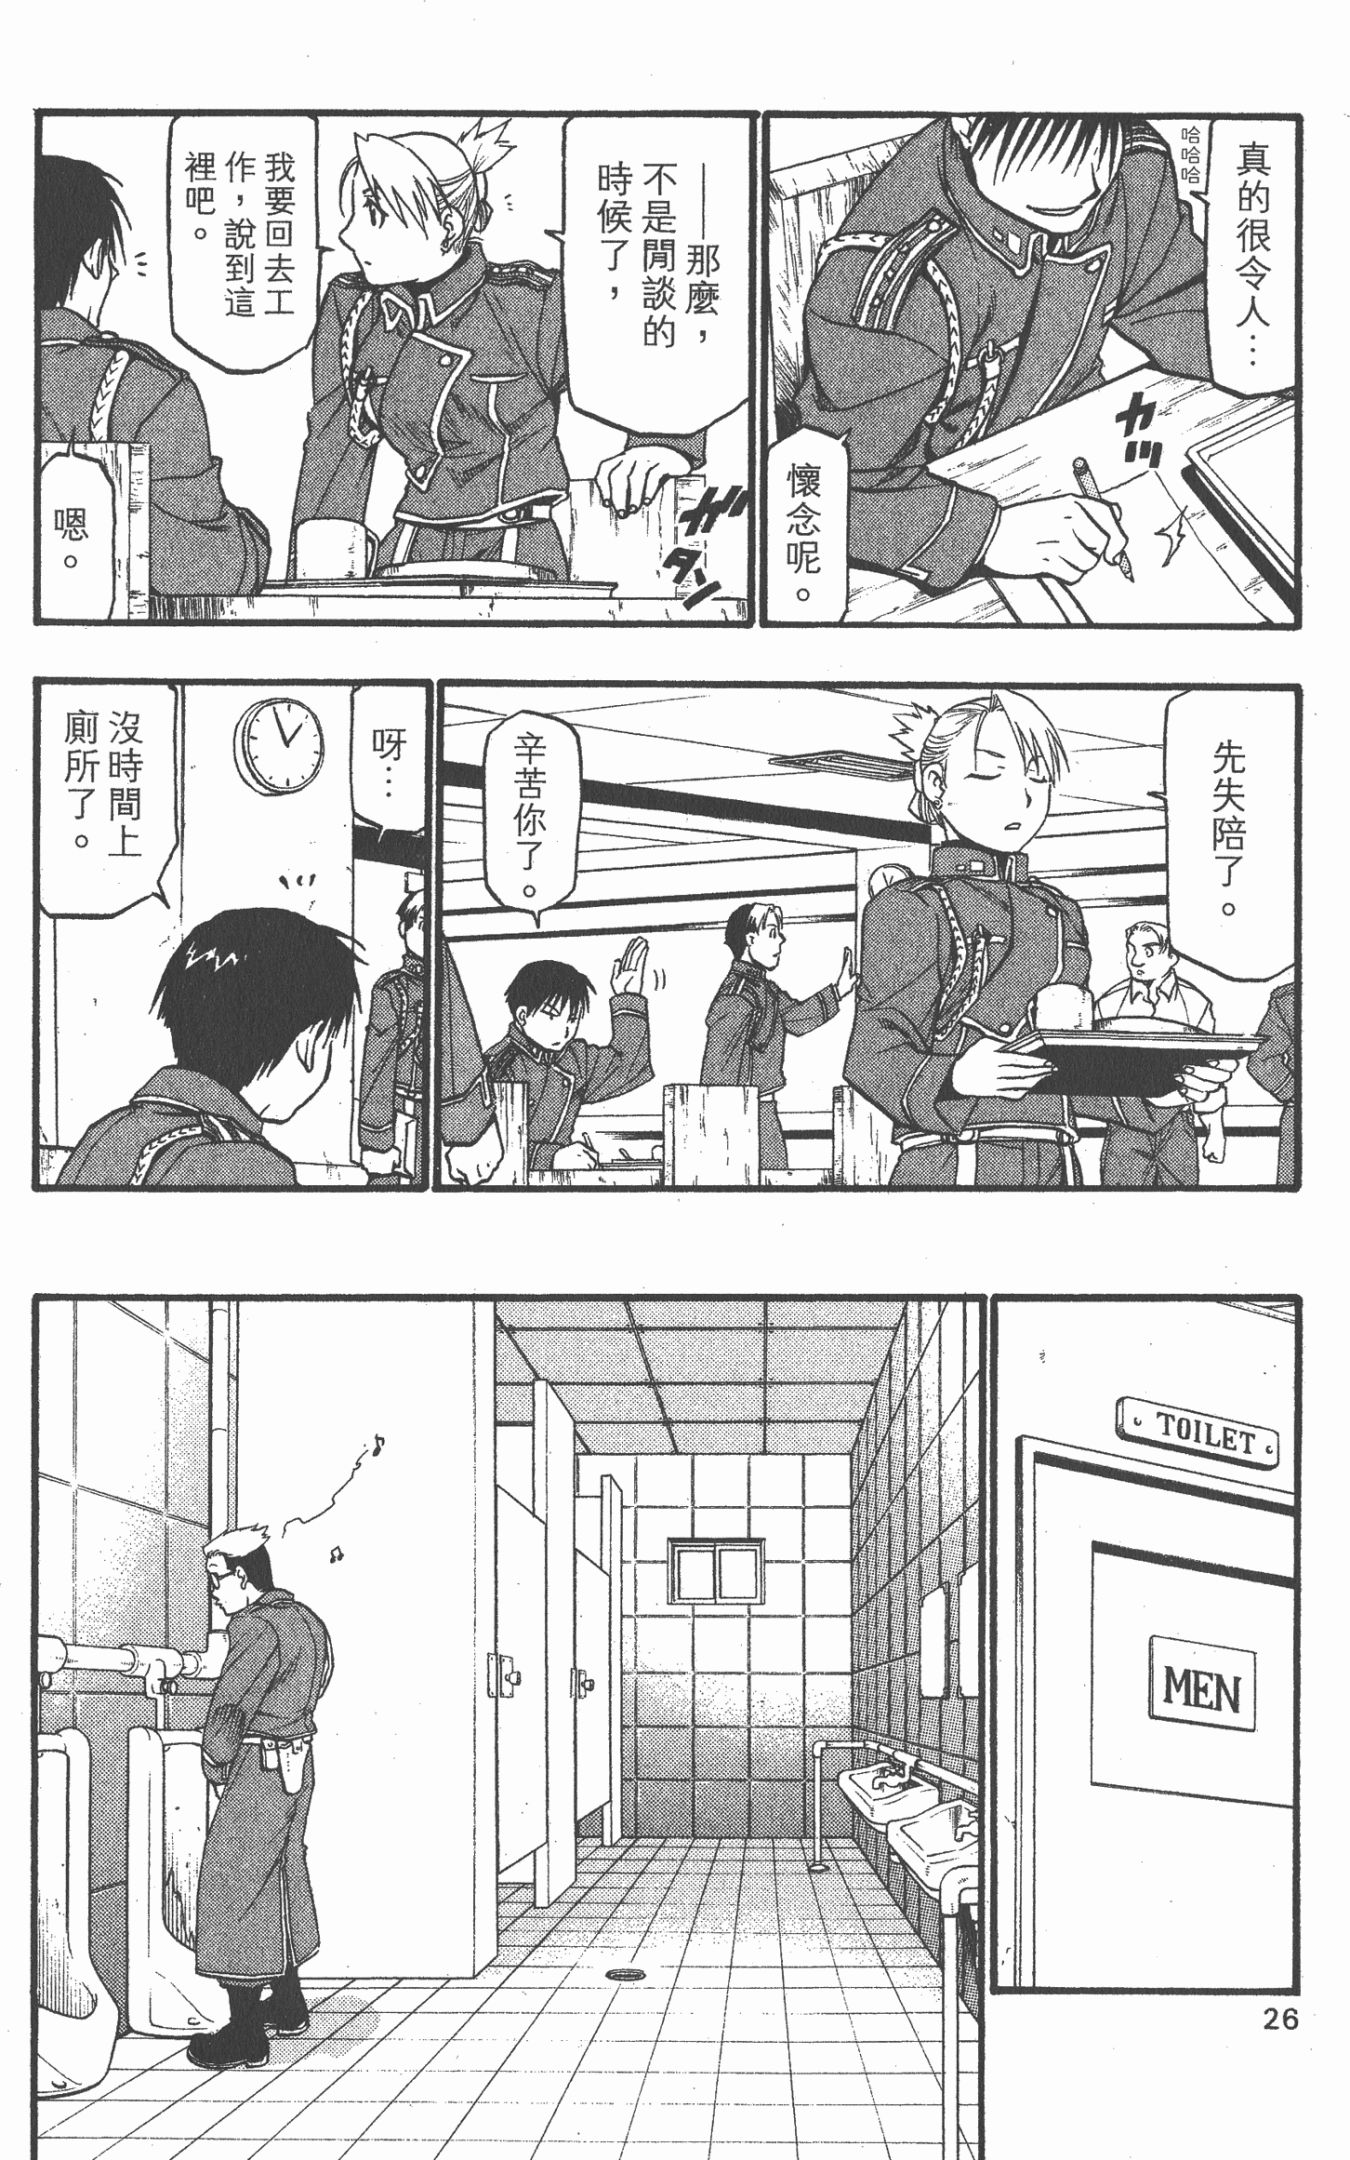 真的很令人…
哈哈哈
カツ
懷念呢。
——那麼，
不是閒談的
時候了，
我要回去工
作，說到這
裡吧。
ガタン
嗯。
先失陪了。
辛苦你了。
呀…
沒時間上
廁所了。
TOILET
MEN
26